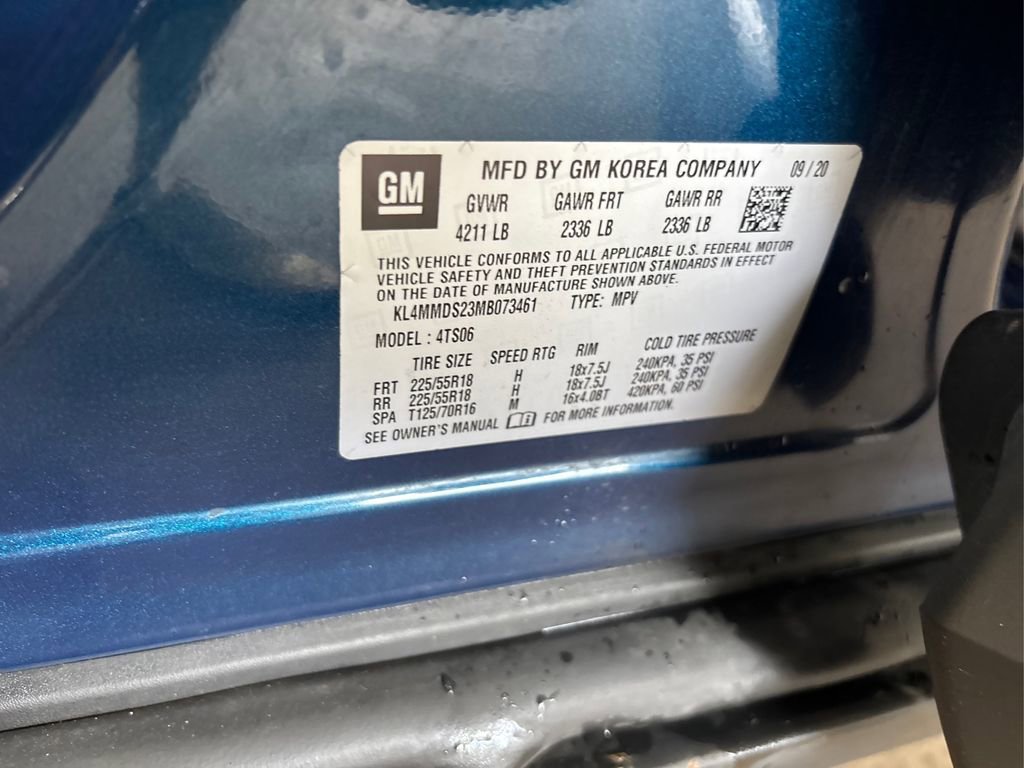 GM
MFD BY GM KOREA COMPANY 09/20
GVWR GAWR FRT GAWR RR
4211 LB 2336 LB 2336 LB
THIS VEHICLE CONFORMS TO ALL APPLICABLE U.S. FEDERAL MOTOR
VEHICLE SAFETY AND THEFT PREVENTION STANDARDS IN EFFECT
ON THE DATE OF MANUFACTURE SHOWN ABOVE.
KL4MMDS23MB073461 TYPE: MPV
MODEL : 4TS06
TIRE SIZE SPEED RTG RIM COLD TIRE PRESSURE
FRT 225/55R18 H 18x7.5J 240KPA, 35 PSI
RR 225/55R18 H 18x7.5J 240KPA, 35 PSI
SPA T125/70R16 M 16x4.0BT 420KPA, 60 PSI
SEE OWNER'S MANUAL FOR MORE INFORMATION.